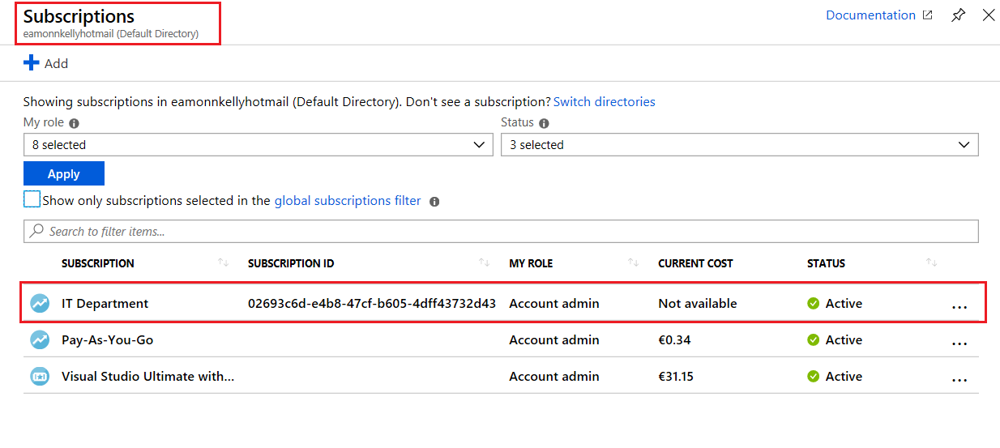 Subscriptions
Documentation
eamonnkellyhotmail (Default Directory)
Add
Showing subscriptions in eamonnkellyhotmail (Default Directory). Don't see a subscription? Switch directories
My role Status
8 selected 3 selected
Apply
Show only subscriptions selected in the global subscriptions filter
Search to filter items...
SUBSCRIPTION SUBSCRIPTION ID MY ROLE CURRENT COST STATUS
IT Department 02693c6d-e4b8-47cf-b605-4dff43732d43 Account admin Not available Active ...
Pay-As-You-Go Account admin €0.34 Active ...
Visual Studio Ultimate with... Account admin €31.15 Active ...